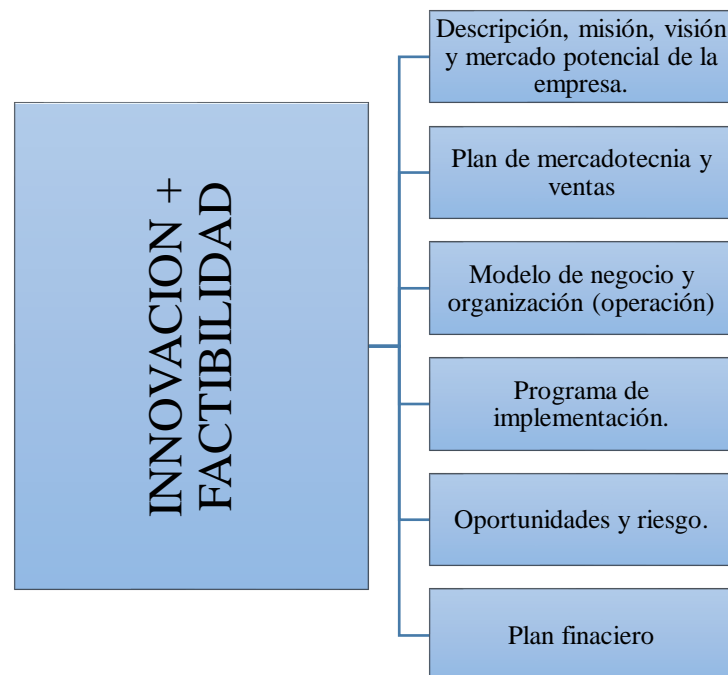 INNOVACION +
FACTIBILIDAD
Descripción, misión, visión
y mercado potencial de la
empresa.
Plan de mercadotecnia y
ventas
Modelo de negocio y
organización (operación)
Programa de
implementación.
Oportunidades y riesgo.
Plan finaciero